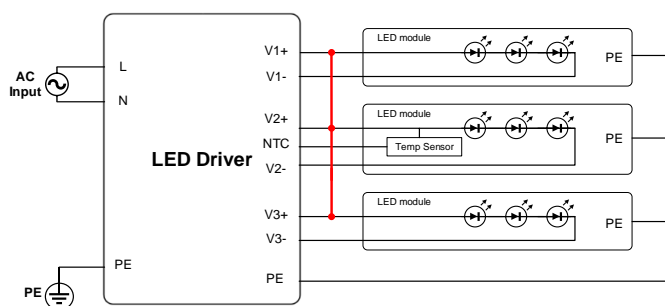 AC
Input
L
N
PE
PE
LED Driver
V1+
V1-
V2+
NTC
V2-
V3+
V3-
PE
LED module
PE
LED module
Temp Sensor
PE
LED module
PE